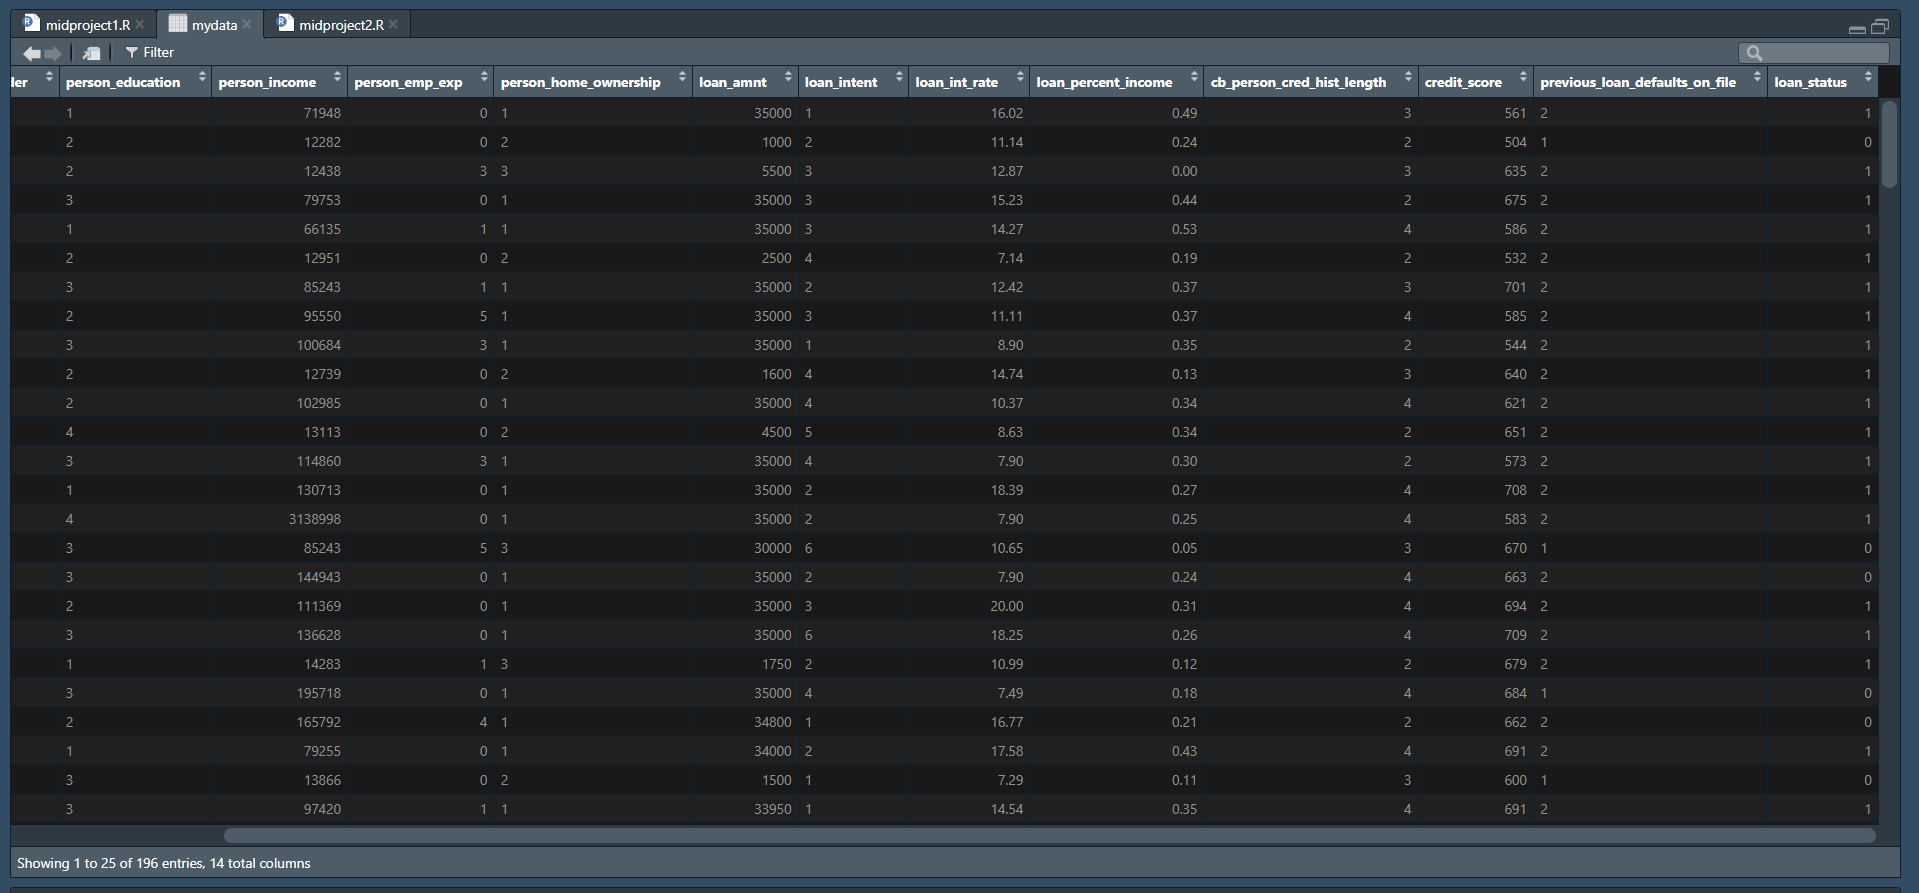 midproject1.R mydata midproject2.R
Filter
der person_education person_income person_emp_exp person_home_ownership loan_amnt loan_intent loan_int_rate loan_percent_income cb_person_cred_hist_length credit_score previous_loan_defaults_on_file loan_status
1 71948 0 1 35000 1 16.02 0.49 3 561 2 1
2 12282 0 2 1000 2 11.14 0.24 2 504 1 0
2 12438 3 3 5500 3 12.87 0.00 3 635 2 1
3 79753 0 1 35000 3 15.23 0.44 2 675 2 1
1 66135 1 1 35000 3 14.27 0.53 4 586 2 1
2 12951 0 2 2500 4 7.14 0.19 2 532 2 1
3 85243 1 1 35000 2 12.42 0.37 3 701 2 1
2 95550 5 1 35000 3 11.11 0.37 4 585 2 1
3 100684 3 1 35000 1 8.90 0.35 2 544 2 1
2 12739 0 2 1600 4 14.74 0.13 3 640 2 1
2 102985 0 1 35000 4 10.37 0.34 4 621 2 1
4 13113 0 2 4500 5 8.63 0.34 2 651 2 1
3 114860 3 1 35000 4 7.90 0.30 2 573 2 1
1 130713 0 1 35000 2 18.39 0.27 4 708 2 1
4 3138998 0 1 35000 2 7.90 0.25 4 583 2 1
3 85243 5 3 30000 6 10.65 0.05 3 670 1 0
3 144943 0 1 35000 2 7.90 0.24 4 663 2 0
2 111369 0 1 35000 3 20.00 0.31 4 694 2 1
3 136628 0 1 35000 6 18.25 0.26 4 709 2 1
1 14283 1 3 1750 2 10.99 0.12 2 679 2 1
3 195718 0 1 35000 4 7.49 0.18 4 684 1 0
2 165792 4 1 34800 1 16.77 0.21 2 662 2 0
1 79255 0 1 34000 2 17.58 0.43 4 691 2 1
3 13866 0 2 1500 1 7.29 0.11 3 600 1 0
3 97420 1 1 33950 1 14.54 0.35 4 691 2 1
Showing 1 to 25 of 196 entries, 14 total columns